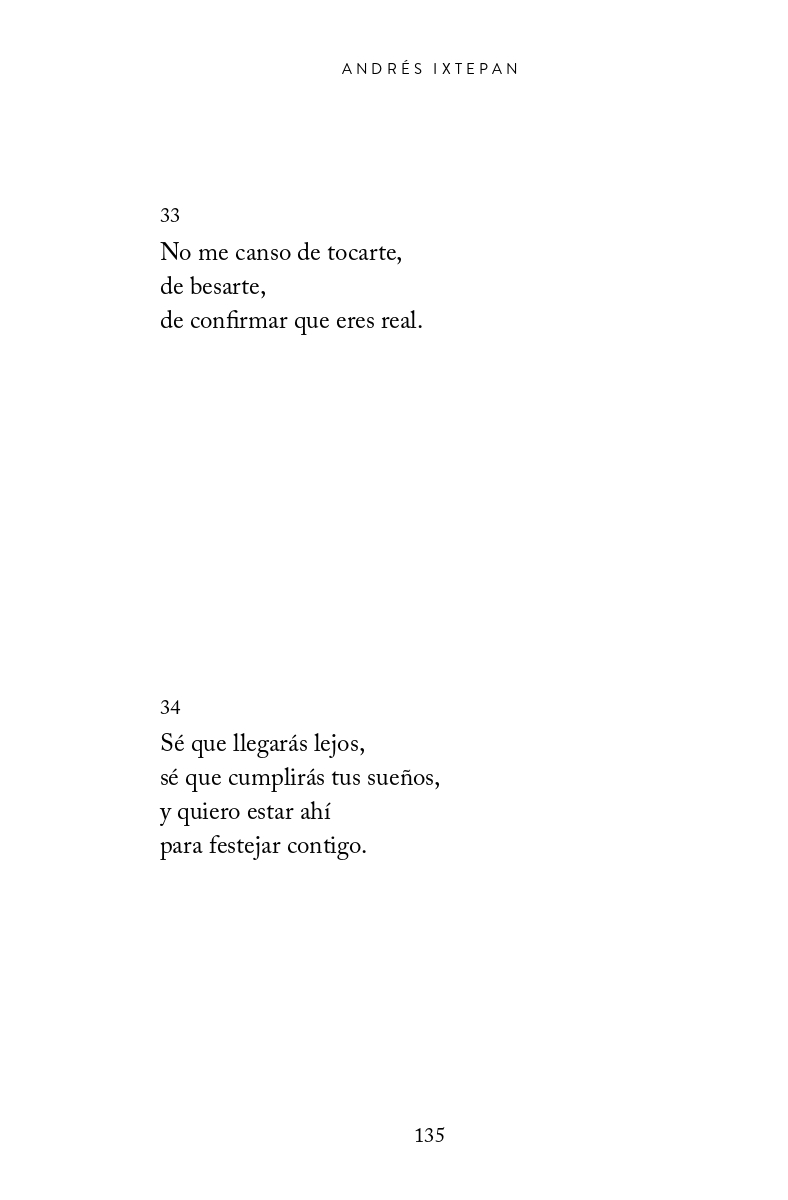 ANDRÉS IXTEPAN
33
No me canso de tocarte,
de besarte,
de confirmar que eres real.
34
Sé que llegarás lejos,
sé que cumplirás tus sueños,
y quiero estar ahí
para festejar contigo.
135